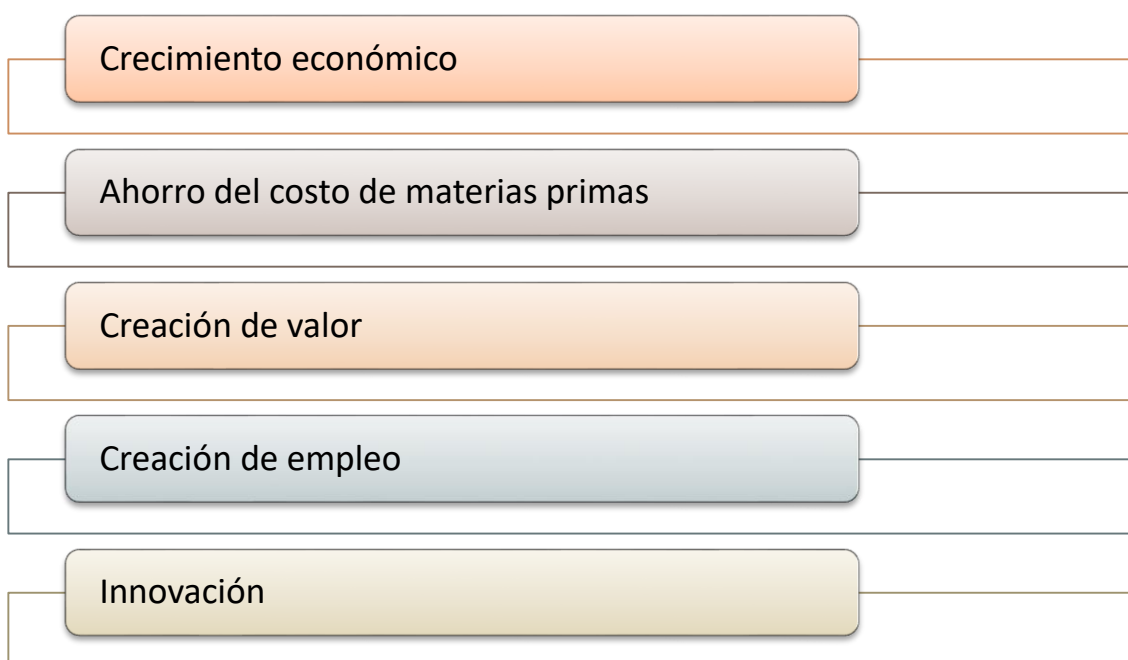 Crecimiento económico
Ahorro del costo de materias primas
Creación de valor
Creación de empleo
Innovación